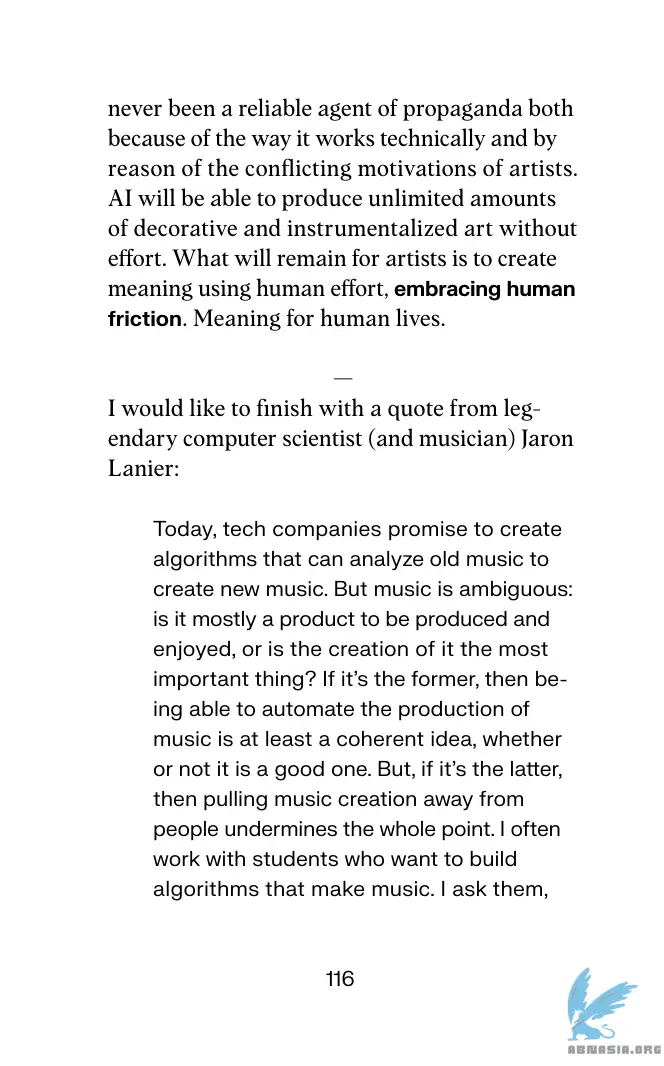 never been a reliable agent of propaganda both
because of the way it works technically and by
reason of the conflicting motivations of artists.
AI will be able to produce unlimited amounts
of decorative and instrumentalized art without
effort. What will remain for artists is to create
meaning using human effort, embracing human
friction. Meaning for human lives.
—
I would like to finish with a quote from leg-
endary computer scientist (and musician) Jaron
Lanier:
Today, tech companies promise to create
algorithms that can analyze old music to
create new music. But music is ambiguous:
is it mostly a product to be produced and
enjoyed, or is the creation of it the most
important thing? If it’s the former, then be-
ing able to automate the production of
music is at least a coherent idea, whether
or not it is a good one. But, if it’s the latter,
then pulling music creation away from
people undermines the whole point. I often
work with students who want to build
algorithms that make music. I ask them,
116
ABNASIA.ORG